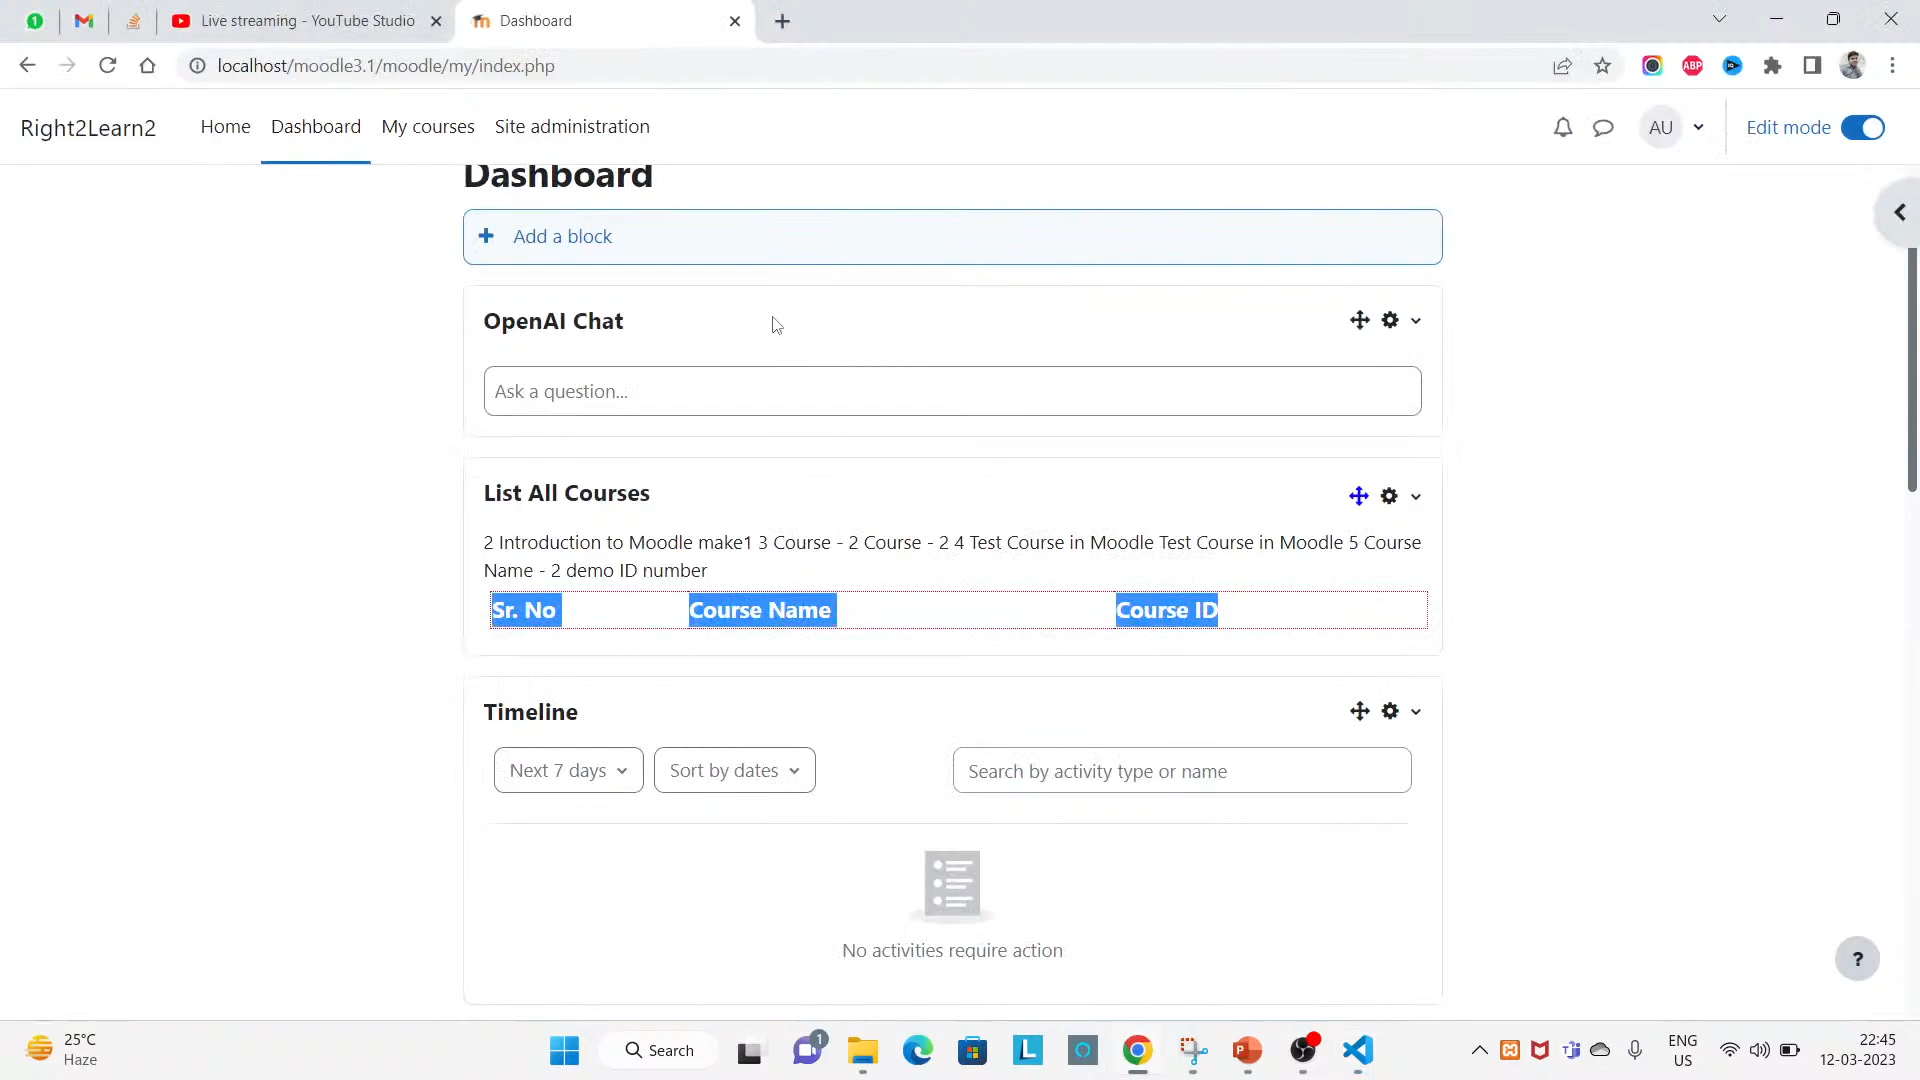 1
Live streaming - YouTube Studio
Dashboard
localhost/moodle3.1/moodle/my/index.php
ABP
Right2Learn2
Home
Dashboard
My courses
Site administration
AU
Edit mode
Dashboard
Add a block
OpenAI Chat
Ask a question...
List All Courses
2 Introduction to Moodle make1 3 Course - 2 Course - 2 4 Test Course in Moodle Test Course in Moodle 5 Course
Name - 2 demo ID number
Sr. No Course Name Course ID
Timeline
Next 7 days
Sort by dates
Search by activity type or name
No activities require action
?
25°C
Haze
Search
1
L
P
ENG
US
22:45
12-03-2023